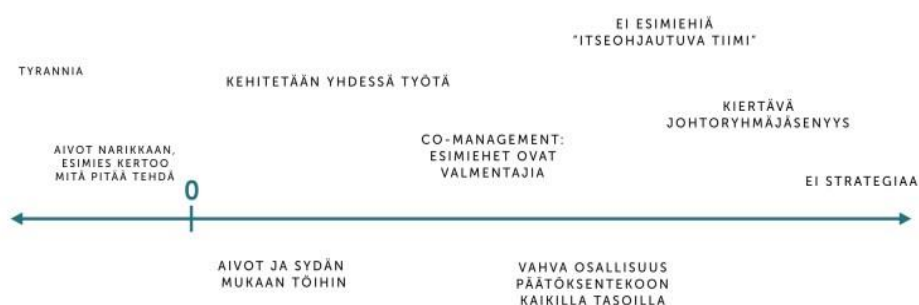 EI ESIMIEHIÄ
"ITSEOHJAUTUVA TIIMI"
TYRANNIA
KEHITETÄÄN YHDESSÄ TYÖTÄ
KIERTÄVÄ
JOHTORYHMÄJÄSENYYS
CO-MANAGEMENT:
ESIMIEHET OVAT
VALMENTAJIA
AIVOT NARIKKAAN,
ESIMIES KERTOO
MITÄ PITÄÄ TEHDÄ
EI STRATEGIAA
0
AIVOT JA SYDÄN
MUKAAN TÖIHIN
VAHVA OSALLISUUS
PÄÄTÖKSENTEKOON
KAIKILLA TASOILLA